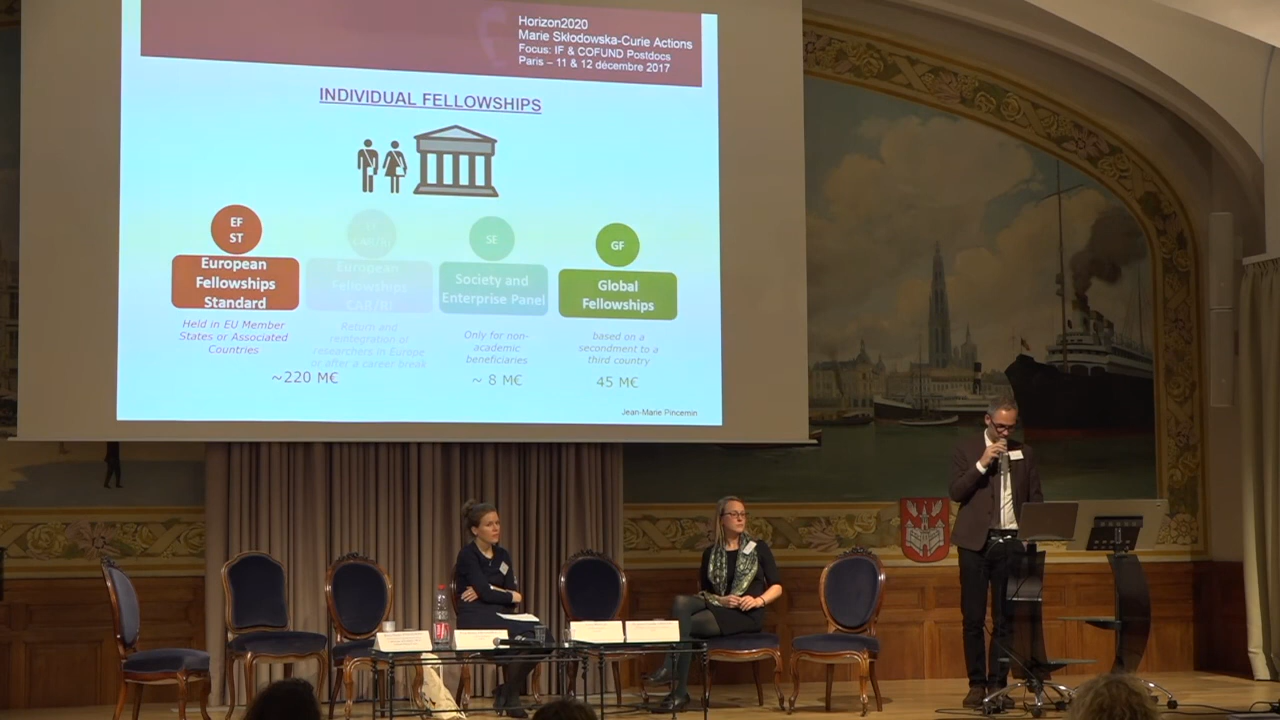 Horizon2020
Marie Skłodowska-Curie Actions
Focus: IF & COFUND Postdocs
Paris – 11 & 12 décembre 2017
INDIVIDUAL FELLOWSHIPS
EF
ST
European
Fellowships
Standard
Held in EU Member
States or Associated
Countries
European
Fellowships
CAR/RI
Return and
reintegration of
researchers in Europe
or after a career break
~220 M€
SE
Society and
Enterprise Panel
Only for non-
academic
beneficiaries
~ 8 M€
GF
Global
Fellowships
based on a
secondment to a
third country
45 M€
Jean-Marie Pincemin